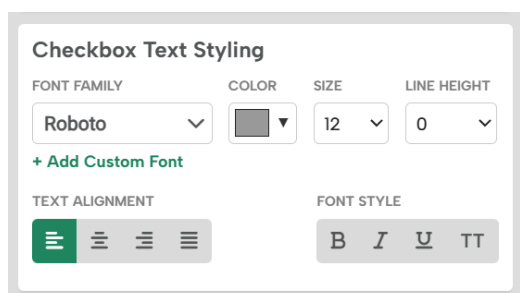 Checkbox Text Styling
FONT FAMILY COLOR SIZE LINE HEIGHT
Roboto 12 0
+ Add Custom Font
TEXT ALIGNMENT FONT STYLE
B I U TT